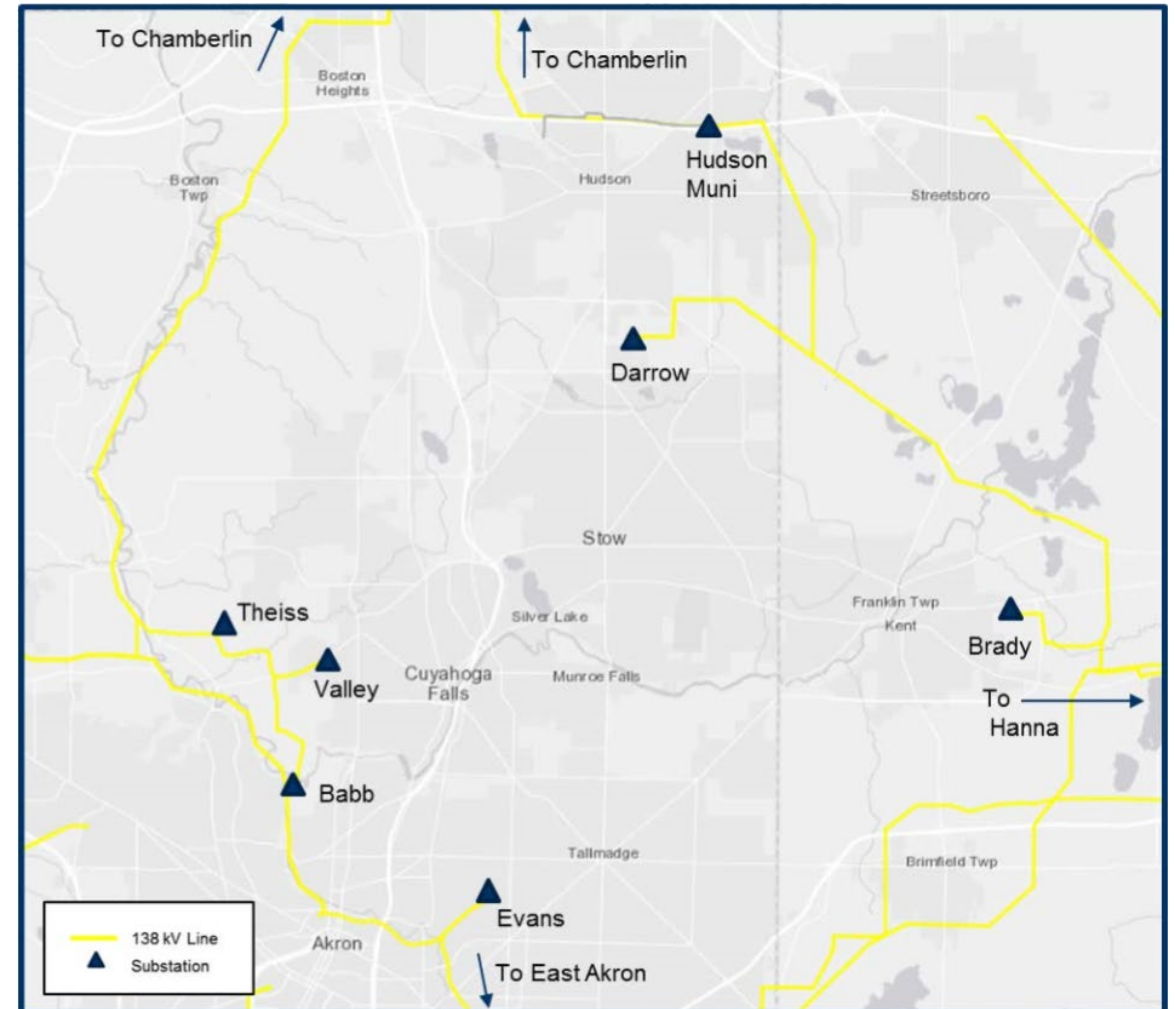 To Chamberlin
To Chamberlin
Boston
Heights
Hudson
Muni
Boston
Twp
Hudson
Streetsboro
Darrow
Stow
Theiss
Silver Lake
Franklin Twp
Kent
Brady
Valley
Cuyahoga
Falls
Munroe Falls
To
Hanna
Babb
Tallmadge
Brimfield Twp
Evans
138 kV Line
Substation
Akron
To East Akron